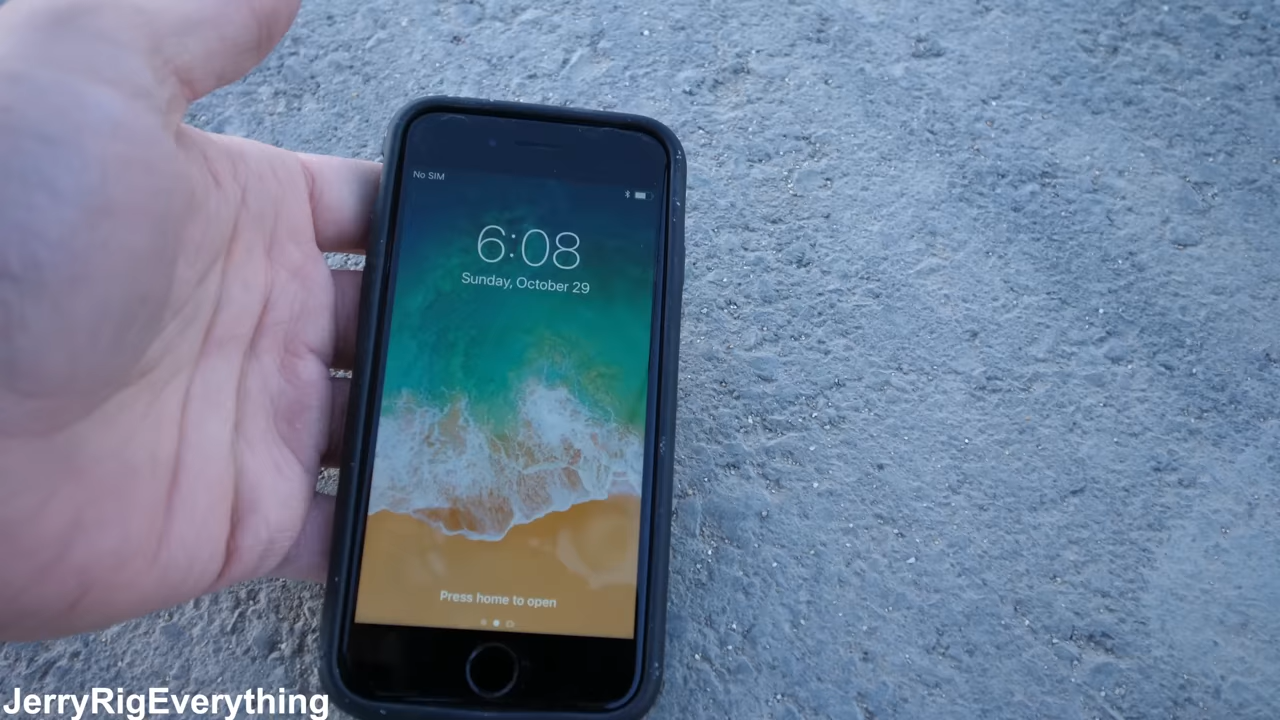 No SIM
6:08
Sunday, October 29
Press home to open
JerryRigEverything